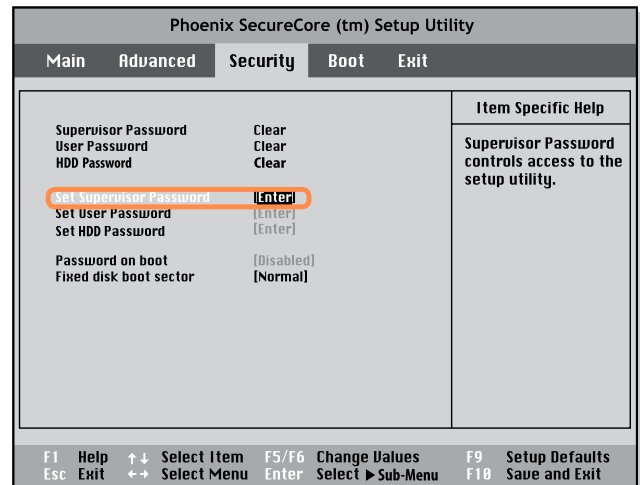 Phoenix SecureCore (tm) Setup Utility
Main Advanced Security Boot Exit
Item Specific Help
Supervisor Password Clear
User Password Clear
HDD Password Clear
Set Supervisor Password [Enter]
Set User Password [Enter]
Set HDD Password [Enter]
Password on boot [Disabled]
Fixed disk boot sector [Normal]
Supervisor Password
controls access to the
setup utility.
F1 Help ↑↓ Select Item F5/F6 Change Values F9 Setup Defaults
Esc Exit ←→ Select Menu Enter Select ▶ Sub-Menu F10 Save and Exit